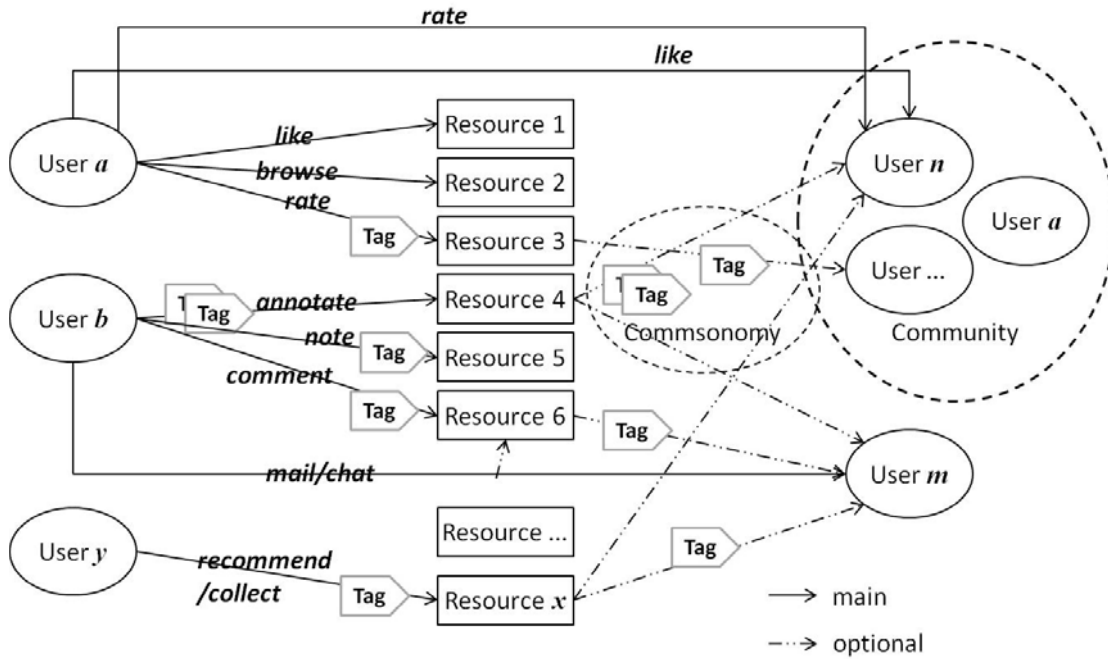 rate
like
User a
like
browse
rate
Tag
Resource 1
Resource 2
Resource 3
Tag
User n
User a
User ...
Community
User b
Tag
annotate
note
Tag
comment
Tag
Resource 4
Resource 5
Resource 6
Tag
Commsonomy
Tag
mail/chat
User m
User y
recommend
/collect
Tag
Resource ...
Resource x
Tag
main
optional